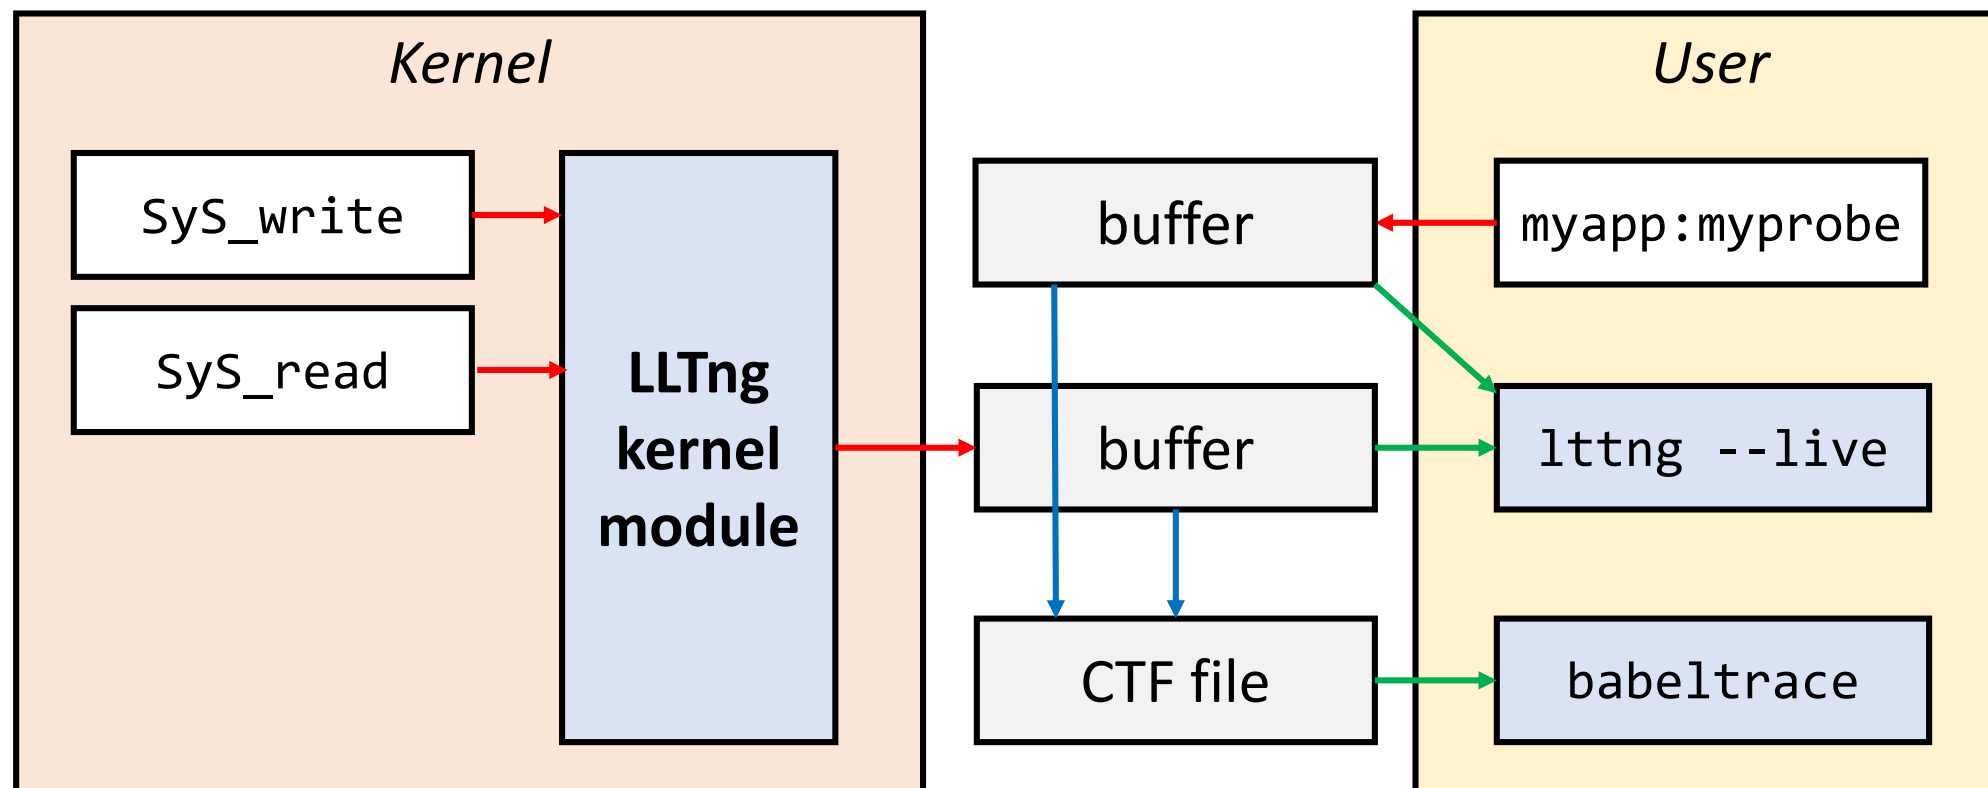 Kernel
SyS_write
SyS_read
LLTng
kernel
module
buffer
buffer
CTF file
User
myapp:myprobe
lttng --live
babeltrace